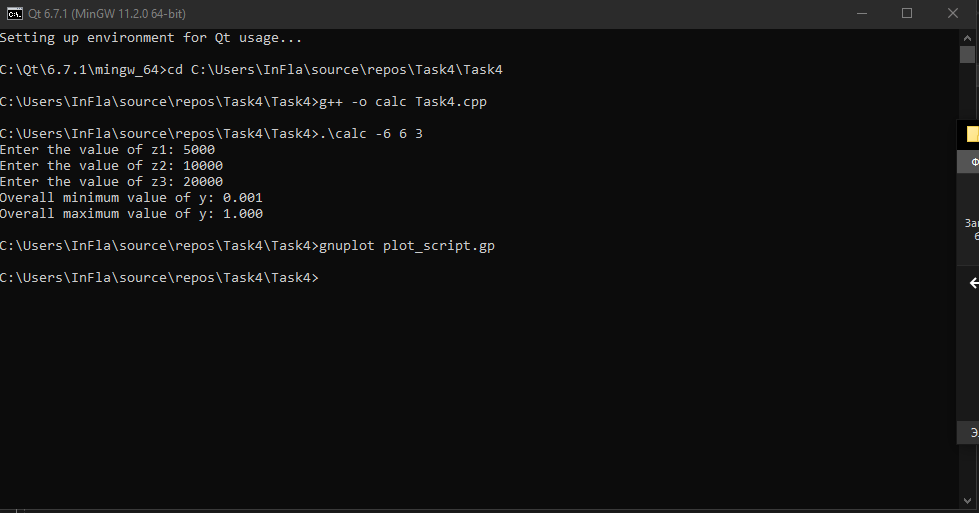 Qt 6.7.1 (MinGW 11.2.0 64-bit)
Setting up environment for Qt usage...
C:\Qt\6.7.1\mingw_64>cd C:\Users\InFla\source\repos\Task4\Task4
C:\Users\InFla\source\repos\Task4\Task4>g++ -o calc Task4.cpp
C:\Users\InFla\source\repos\Task4\Task4>.\calc -6 6 3
Enter the value of z1: 5000
Enter the value of z2: 10000
Enter the value of z3: 20000
Overall minimum value of y: 0.001
Overall maximum value of y: 1.000
C:\Users\InFla\source\repos\Task4\Task4>gnuplot plot_script.gp
C:\Users\InFla\source\repos\Task4\Task4>